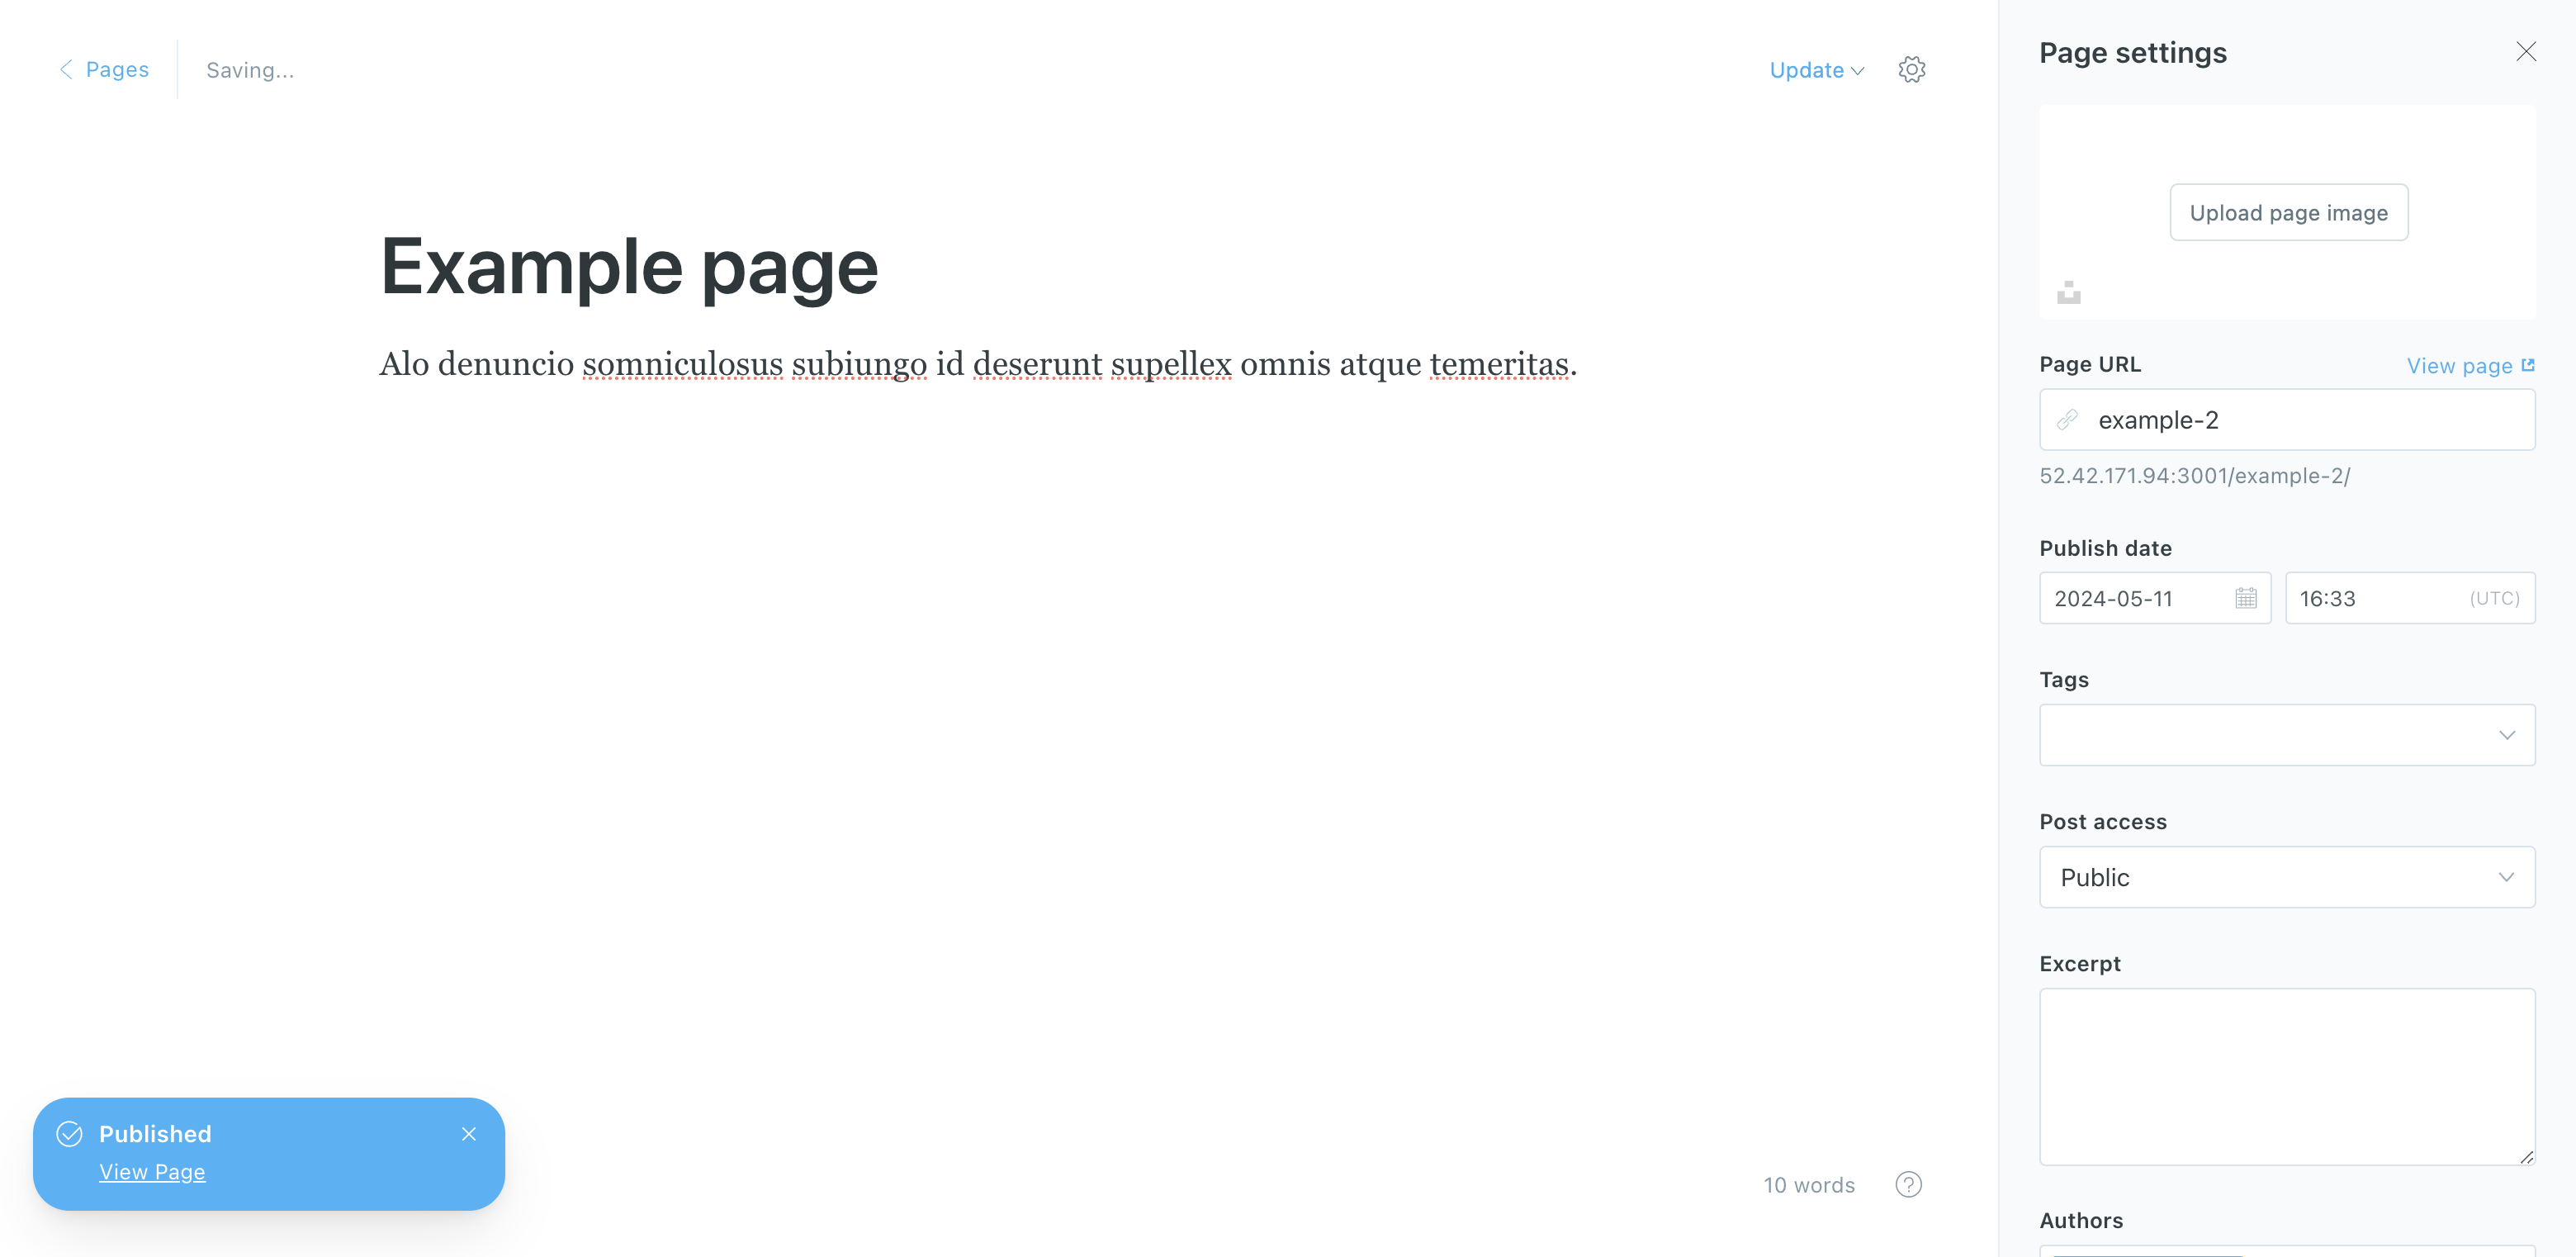 Pages
Saving...
Update
Page settings
Upload page image
Example page
Alo denuncio somniculosus subiungo id deserunt supellex omnis atque temeritas.
Page URL
View page
example-2
52.42.171.94:3001/example-2/
Publish date
2024-05-11
16:33
(UTC)
Tags
Post access
Public
Excerpt
Published
View Page
10 words
?
Authors